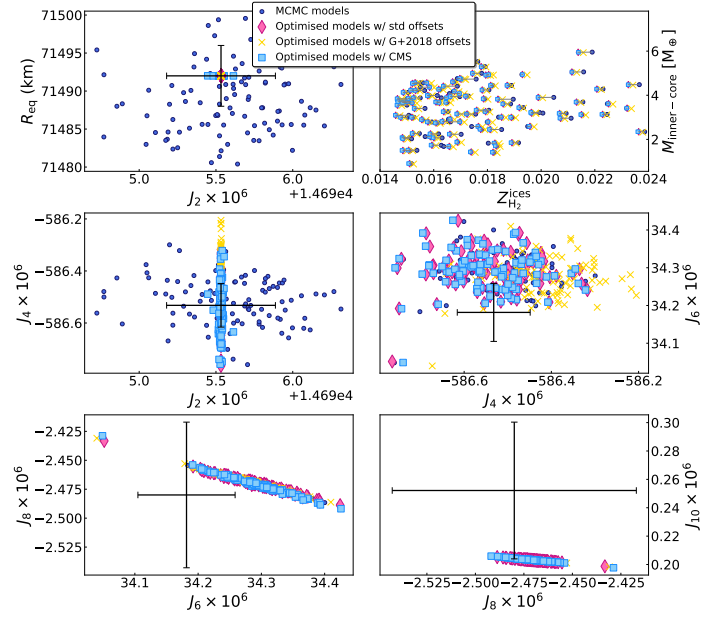 MCMC models
Optimised models w/ std offsets
Optimised models w/ G+2018 offsets
Optimised models w/ CMS
71500
71490
71485
71480
R_eq (km)
5.0 5.5 6.0
+1.469e4
J_2 × 10^6
6
4
2
M_inner−core [M_⊕]
0.014 0.016 0.018 0.020 0.022 0.024
Z_H_2^ices
−586.2
−586.4
−586.6
J_4 × 10^6
5.0 5.5 6.0
+1.469e4
J_2 × 10^6
34.4
34.3
34.2
34.1
J_6 × 10^6
−586.6 −586.4 −586.2
J_4 × 10^6
−2.425
−2.450
−2.475
−2.500
−2.525
J_8 × 10^6
34.1 34.2 34.3 34.4
J_6 × 10^6
0.30
0.28
0.26
0.24
0.22
0.20
J_10 × 10^6
−2.525−2.500−2.475−2.450−2.425
J_8 × 10^6